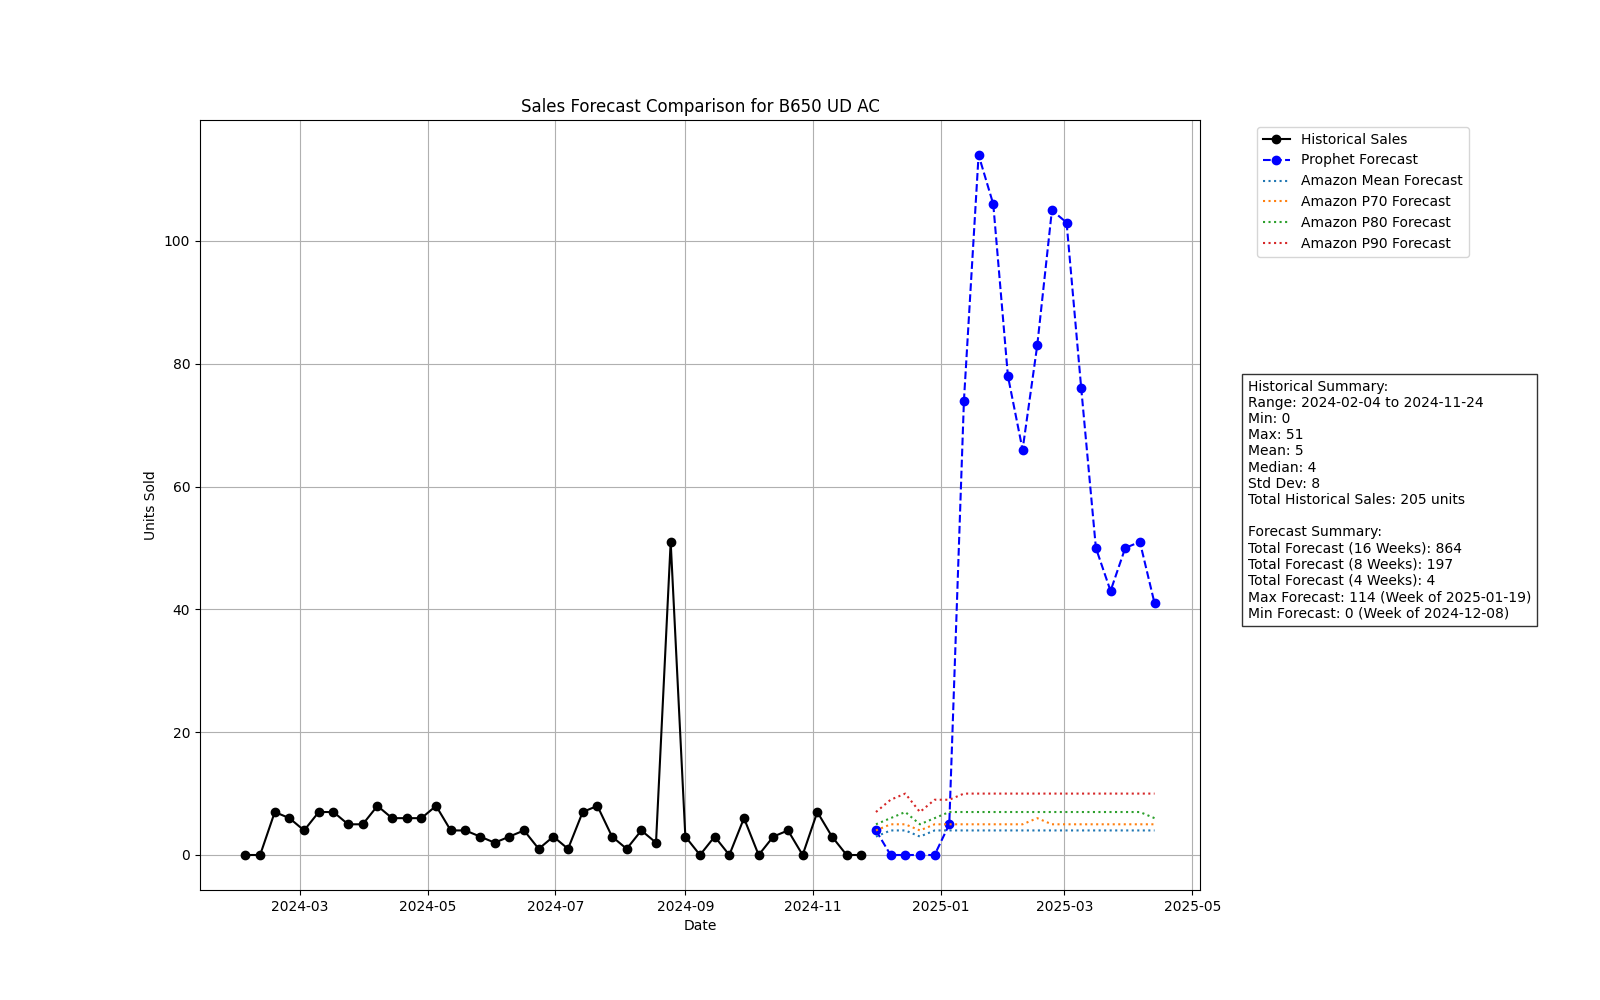 Sales Forecast Comparison for B650 UD AC
Units Sold
100
80
60
40
20
0
2024-03
2024-05
2024-07
2024-09
2024-11
2025-01
2025-03
2025-05
Date
Historical Sales
Prophet Forecast
Amazon Mean Forecast
Amazon P70 Forecast
Amazon P80 Forecast
Amazon P90 Forecast
Historical Summary:
Range: 2024-02-04 to 2024-11-24
Min: 0
Max: 51
Mean: 5
Median: 4
Std Dev: 8
Total Historical Sales: 205 units
Forecast Summary:
Total Forecast (16 Weeks): 864
Total Forecast (8 Weeks): 197
Total Forecast (4 Weeks): 4
Max Forecast: 114 (Week of 2025-01-19)
Min Forecast: 0 (Week of 2024-12-08)